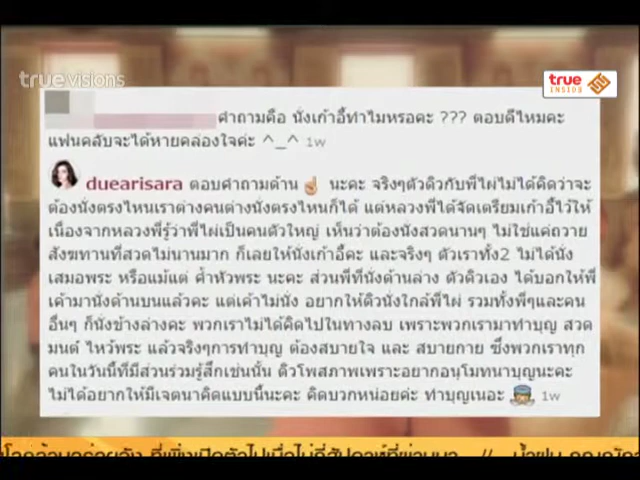 truevisions
true
INSIDE
คำถามคือ นั่งเก้าอี้ทำไมหรอคะ ??? ตอบดีไหมคะ
แฟนคลับจะได้หายคล่องใจค่ะ ^_^ 1w
duearisara ตอบคำถามด้าน ☝ นะคะ จริงๆตัวดิวกับพี่ไผ่ไม่ได้คิดว่าจะ
ต้องนั่งตรงไหนเราต่างคนต่างนั่งตรงไหนก็ได้ แต่หลวงพี่ได้จัดเตรียมเก้าอี้ไว้ให้
เนื่องจากหลวงพี่รู้ว่าพี่ไผ่เป็นคนตัวใหญ่ เห็นว่าต้องนั่งสวดนานๆ ไม่ใช่แค่ถวาย
สังฆทานที่สวดไม่นานมาก ก็เลยให้นั่งเก้าอี้คะ และจริงๆ ตัวเราทั้ง2 ไม่ได้นั่ง
เสมอพระ หรือแม้แต่ ค้ำหัวพระ นะคะ ส่วนพี่ที่นั่งด้านล่าง ตัวดิวเอง ได้บอกให้พี่
เค้ามานั่งด้านบนแล้วคะ แต่เค้าไม่นั่ง อยากให้ดิวนั่งใกล้พี่ไผ่ รวมทั้งพี่ๆและคน
อื่นๆ ก็นั่งข้างล่างคะ พวกเราไม่ได้คิดไปในทางลบ เพราะพวกเรามาทำบุญ สวด
มนต์ ไหว้พระ แล้วจริงๆการทำบุญ ต้องสบายใจ และ สบายกาย ซึ่งพวกเราทุก
คนในวันนี้ที่มีส่วนร่วมรู้สึกเช่นนั้น ดิวโพสภาพเพราะอยากอนุโมทนาบุญนะคะ
ไม่ได้อยากให้มีเจตนาคิดแบบนี้นะคะ คิดบวกหน่อยค่ะ ทำบุญเนอะ 1w
ที่เพิ่งเปิดตัวไปเมื่อไม่กี่สัปดาห์ที่ผ่านมา //